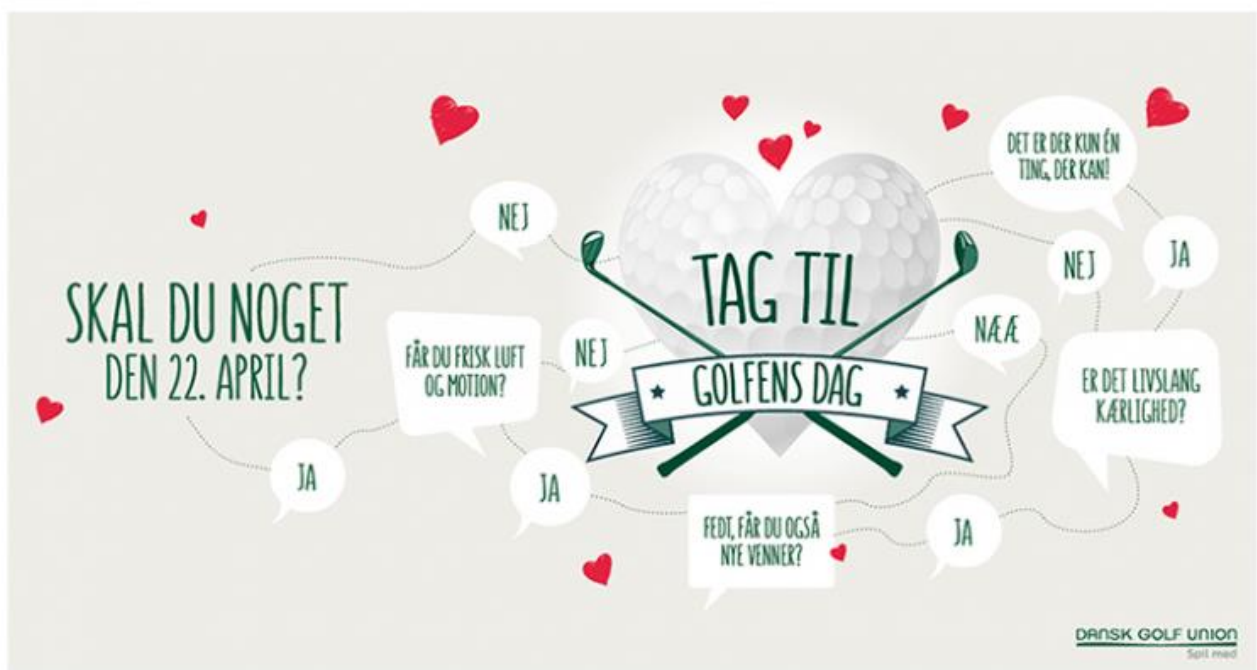 SKAL DU NOGET
DEN 22. APRIL?
NEJ
JA
FÅR DU FRISK LUFT
OG MOTION?
NEJ
JA
TAG TIL
GOLFENS DAG
FEDT, FÅR DU OGSÅ
NYE VENNER?
NÆÆ
JA
ER DET LIVSLANG
KÆRLIGHED?
NEJ
JA
DET ER DER KUN ÉN
TING, DER KAN!
DANSK GOLF UNION
Spil med